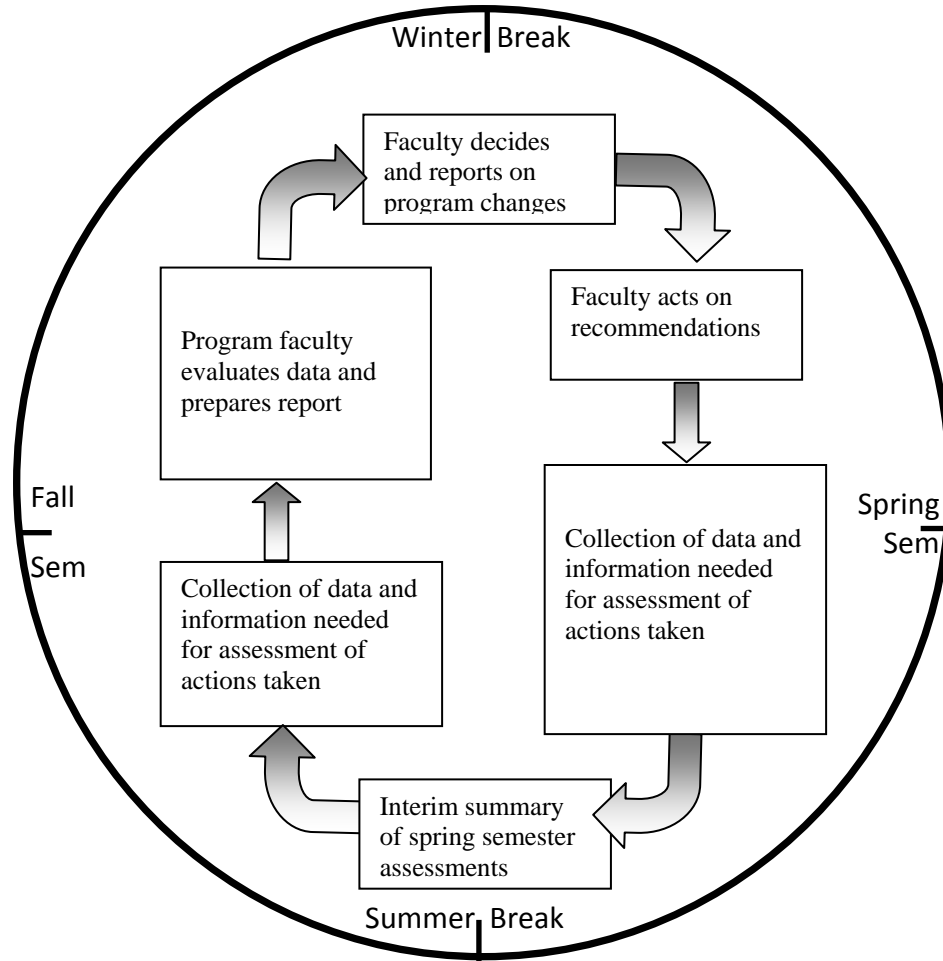 Winter Break
Faculty decides
and reports on
program changes
Faculty acts on
recommendations
Program faculty
evaluates data and
prepares report
Fall
Sem
Spring
Sem
Collection of data and
information needed
for assessment of
actions taken
Collection of data and
information needed
for assessment of
actions taken
Interim summary
of spring semester
assessments
Summer Break